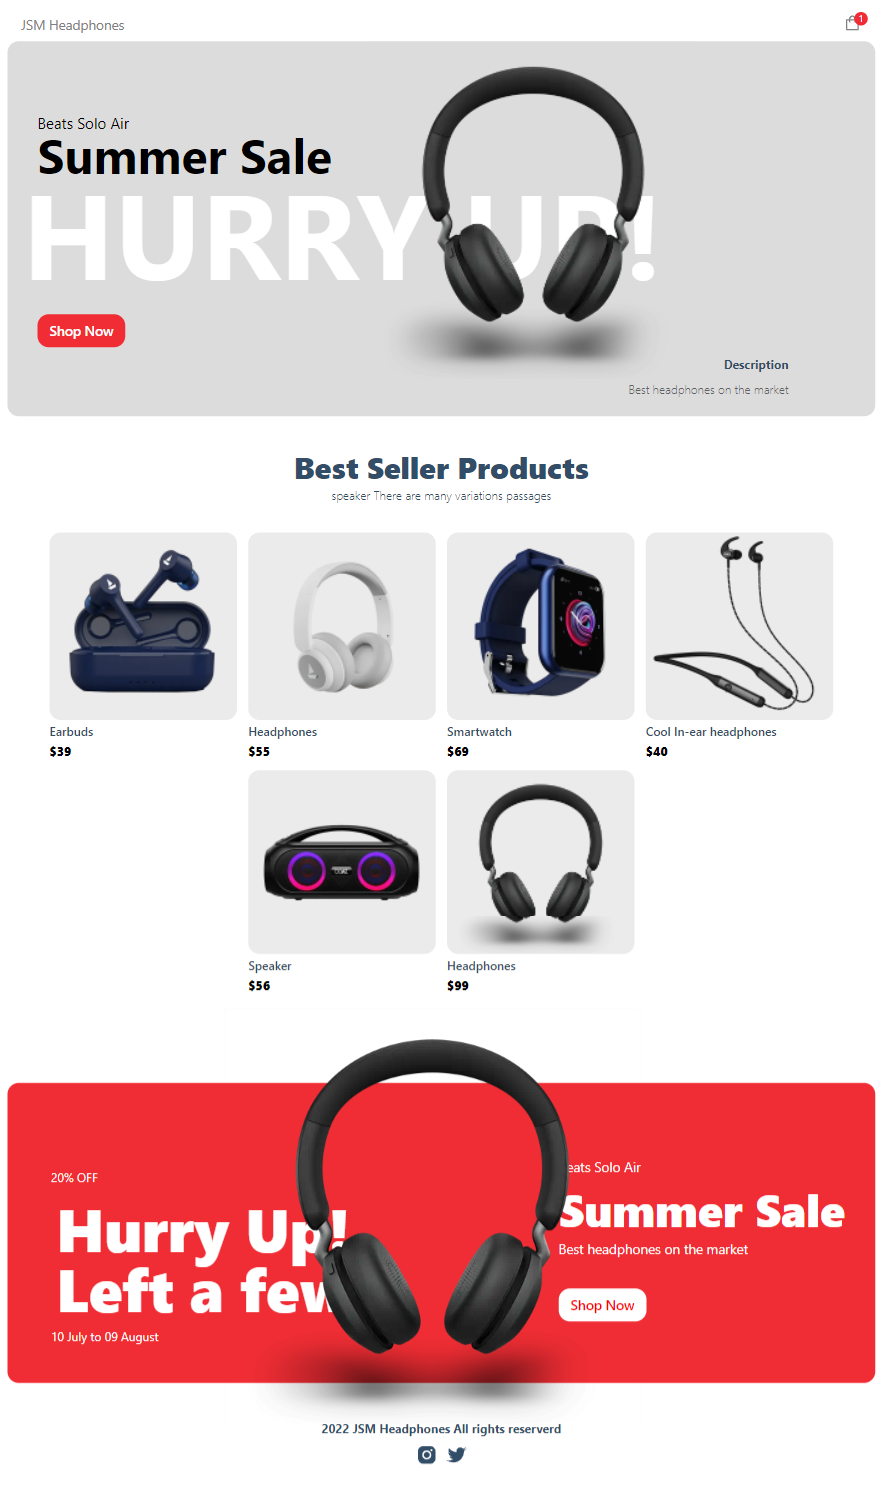 JSM Headphones
1
Beats Solo Air
Summer Sale
HURRY UP!
Shop Now
Description
Best headphones on the market
Best Seller Products
speaker There are many variations passages
Earbuds
$39
Headphones
$55
Smartwatch
$69
Cool In-ear headphones
$40
Speaker
$56
Headphones
$99
20% OFF
Hurry Up!
Left a few
10 July to 09 August
eats Solo Air
Summer Sale
Best headphones on the market
Shop Now
2022 JSM Headphones All rights reserverd